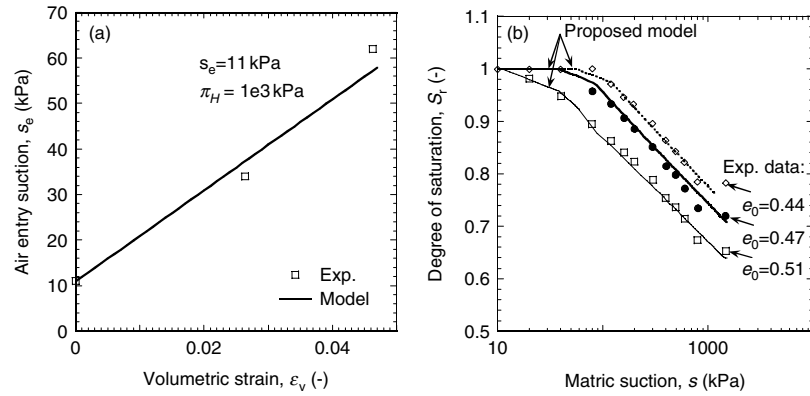 (a)
s_e=11 kPa
π_H = 1e3 kPa
Exp.
Model
70
60
50
40
30
20
10
0
0
0.02
0.04
Air entry suction, s_e (kPa)
Volumetric strain, ε_v (-)
(b)
Proposed model
Exp. data:
e_0=0.44
e_0=0.47
e_0=0.51
1.1
1
0.9
0.8
0.7
0.6
0.5
10
1000
Degree of saturation, S_r (-)
Matric suction, s (kPa)